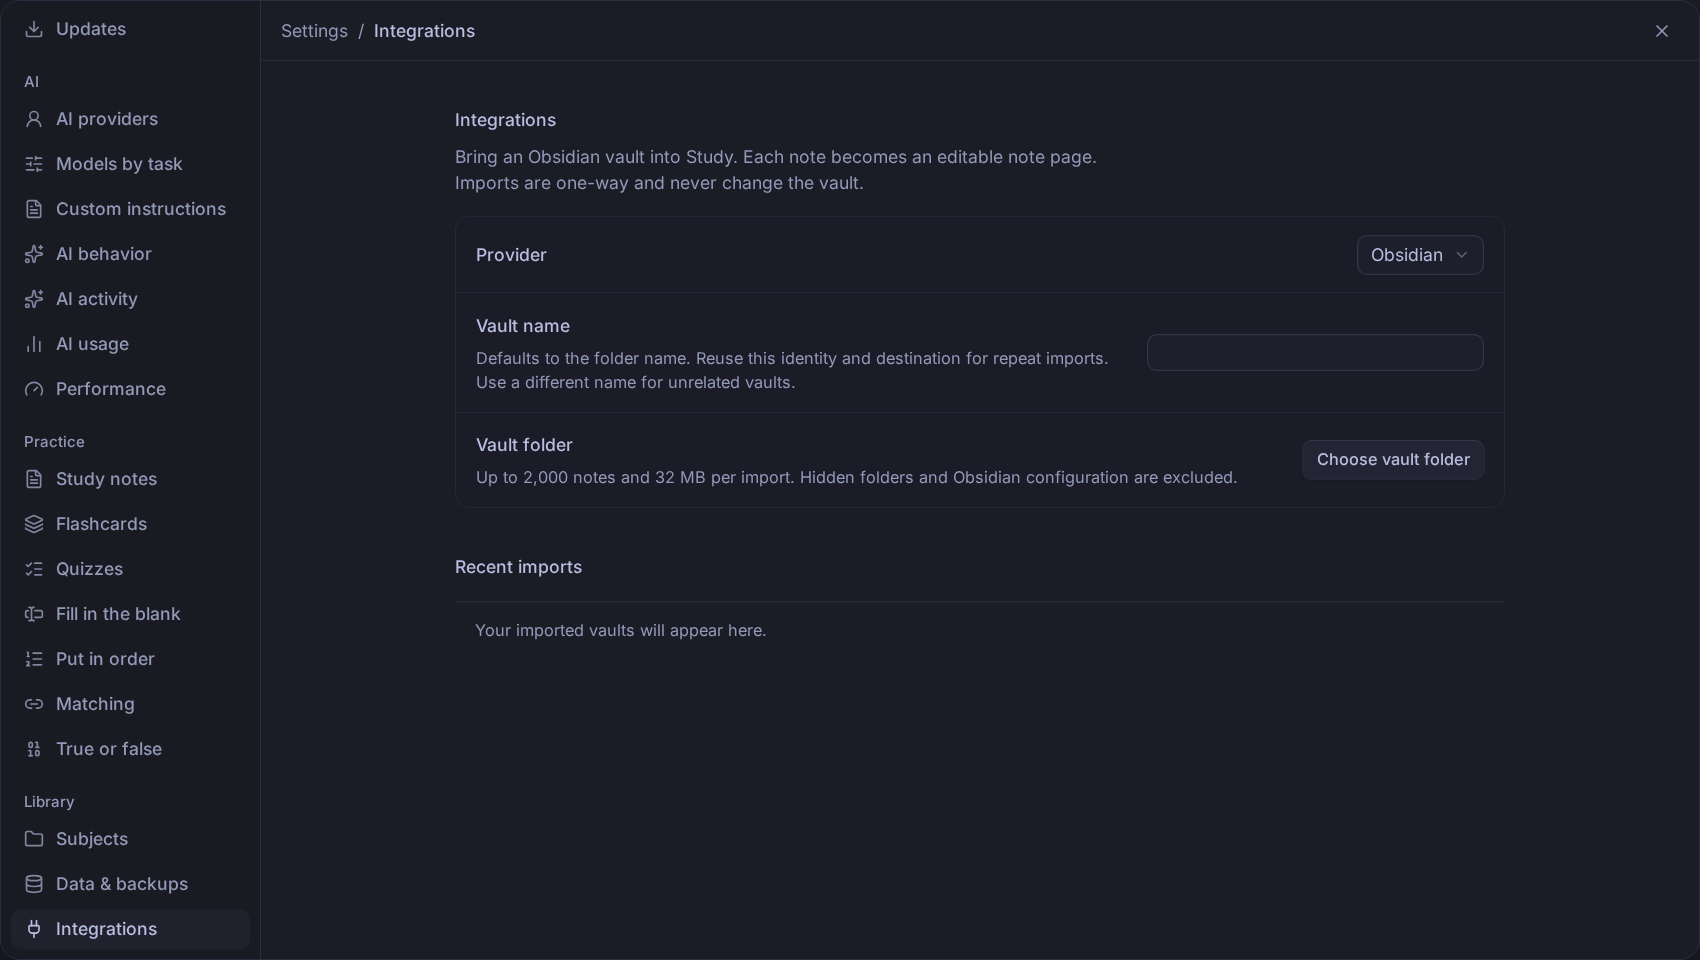 Updates
AI
AI providers
Models by task
Custom instructions
AI behavior
AI activity
AI usage
Performance
Practice
Study notes
Flashcards
Quizzes
Fill in the blank
Put in order
Matching
True or false
Library
Subjects
Data & backups
Integrations
Settings / Integrations
Integrations
Bring an Obsidian vault into Study. Each note becomes an editable note page.
Imports are one-way and never change the vault.
Provider
Obsidian
Vault name
Defaults to the folder name. Reuse this identity and destination for repeat imports.
Use a different name for unrelated vaults.
Vault folder
Up to 2,000 notes and 32 MB per import. Hidden folders and Obsidian configuration are excluded.
Choose vault folder
Recent imports
Your imported vaults will appear here.